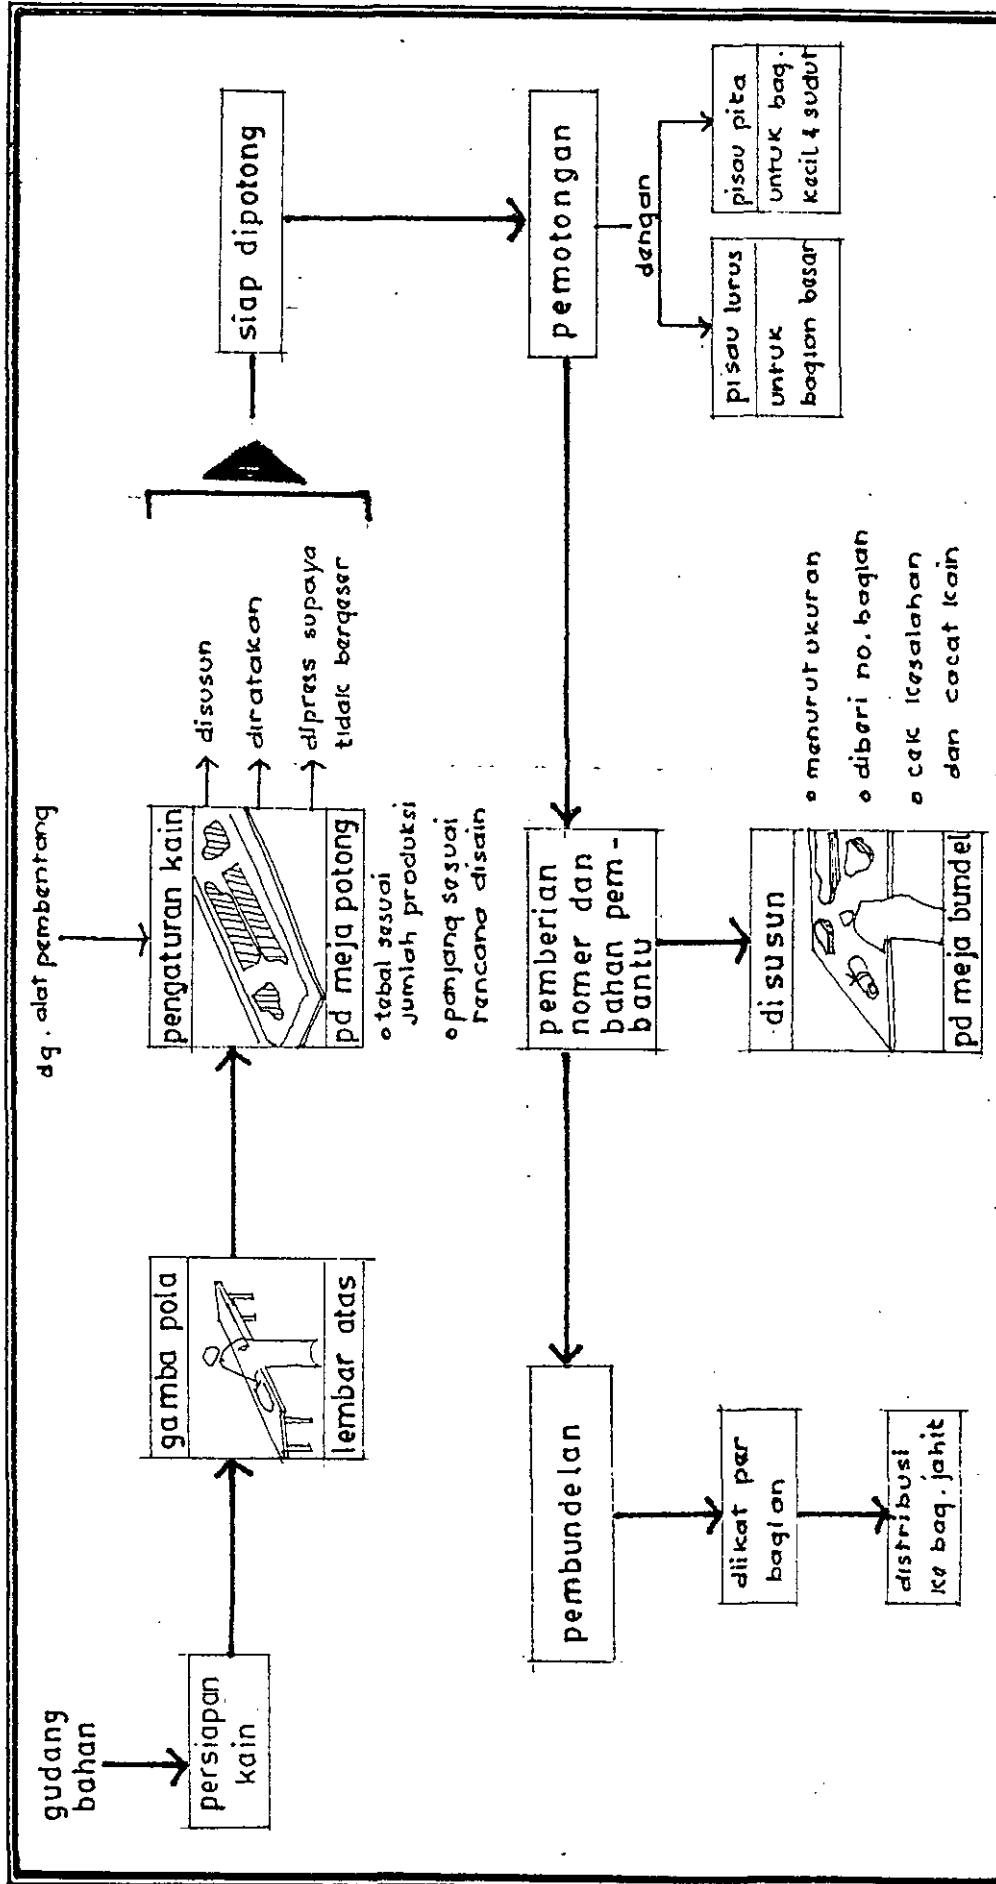 gudang
bahan
persiapan
kain
gamba pola
lembar atas
dg. alat pembentang
pengaturan kain
pd meja potong
disusun
diratakan
dipress supaya
tidak bergeser
o tebal sesuai
jumlah produksi
o panjang sesuai
rencana disain
siap dipotong
pemotongan
dengan
pisau lurus
untuk
bagian besar
pisau pita
untuk bag.
kecil & sudut
pemberian
nomer dan
bahan pem-
bantu
disusun
pd meja bundel
o menurut ukuran
o diberi no. bagian
o cek kesalahan
dan cacat kain
pembundelan
diikat per
bagian
distribusi
ke bag. jahit